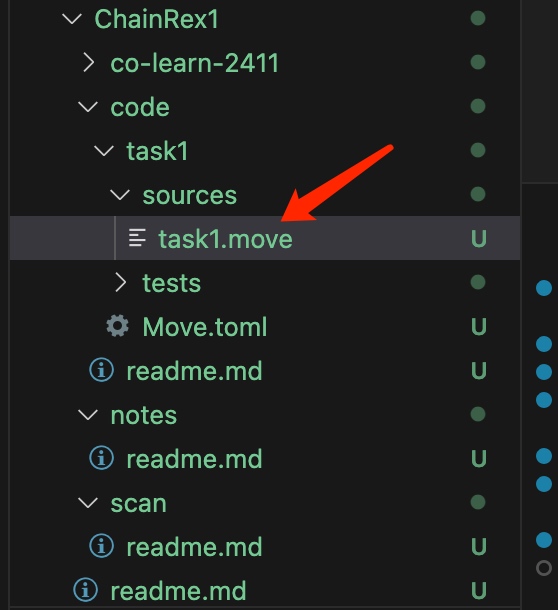 ChainRex1
co-learn-2411
code
task1
sources
task1.move U
tests
Move.toml U
readme.md U
notes
readme.md U
scan
readme.md U
readme.md U